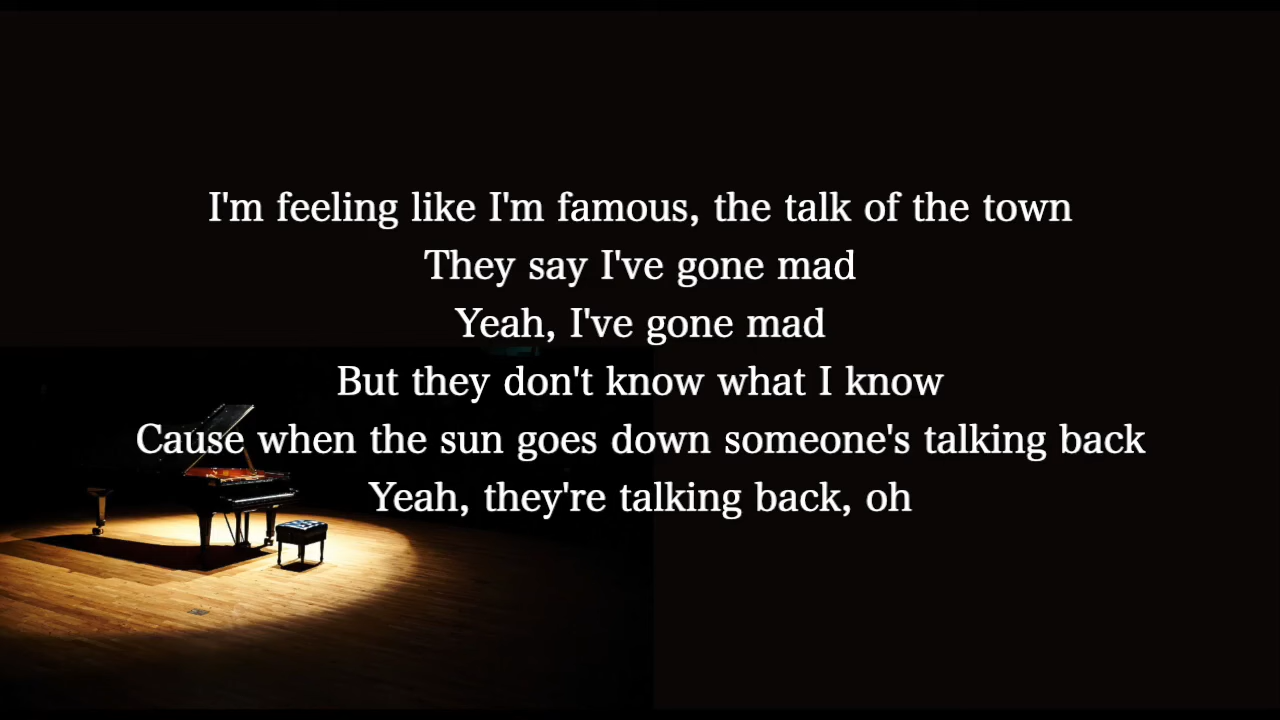 I'm feeling like I'm famous, the talk of the town
They say I've gone mad
Yeah, I've gone mad
But they don't know what I know
Cause when the sun goes down someone's talking back
Yeah, they're talking back, oh